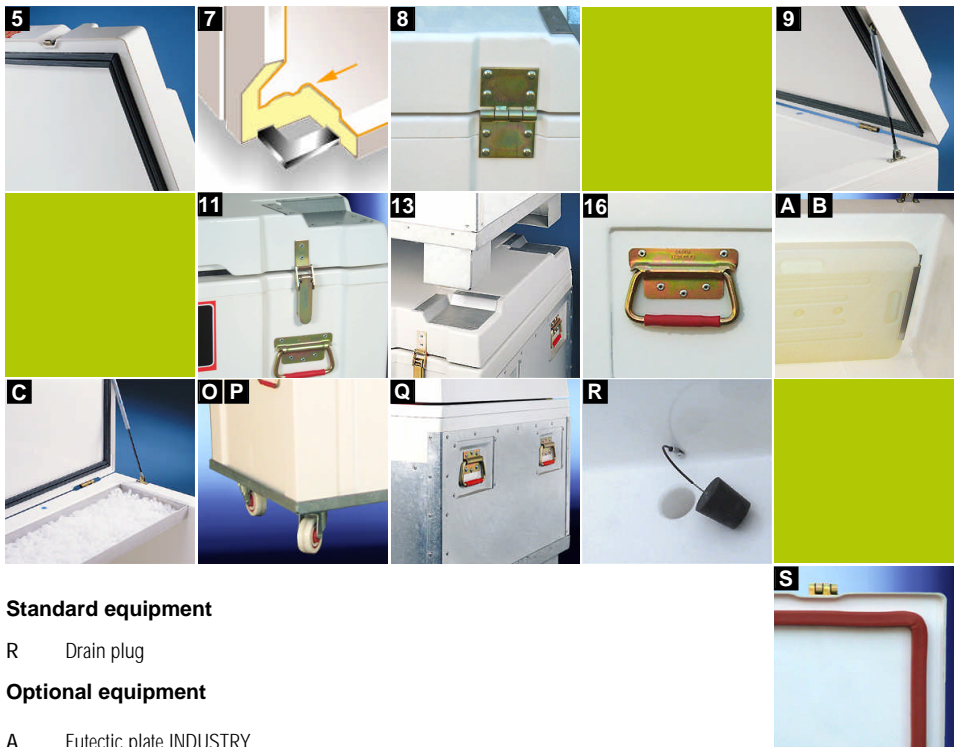 5 7 8 9
11 13 16 A B
C O P Q R
S
Standard equipment
R Drain plug
Optional equipment
A Eutectic plate INDUSTRY